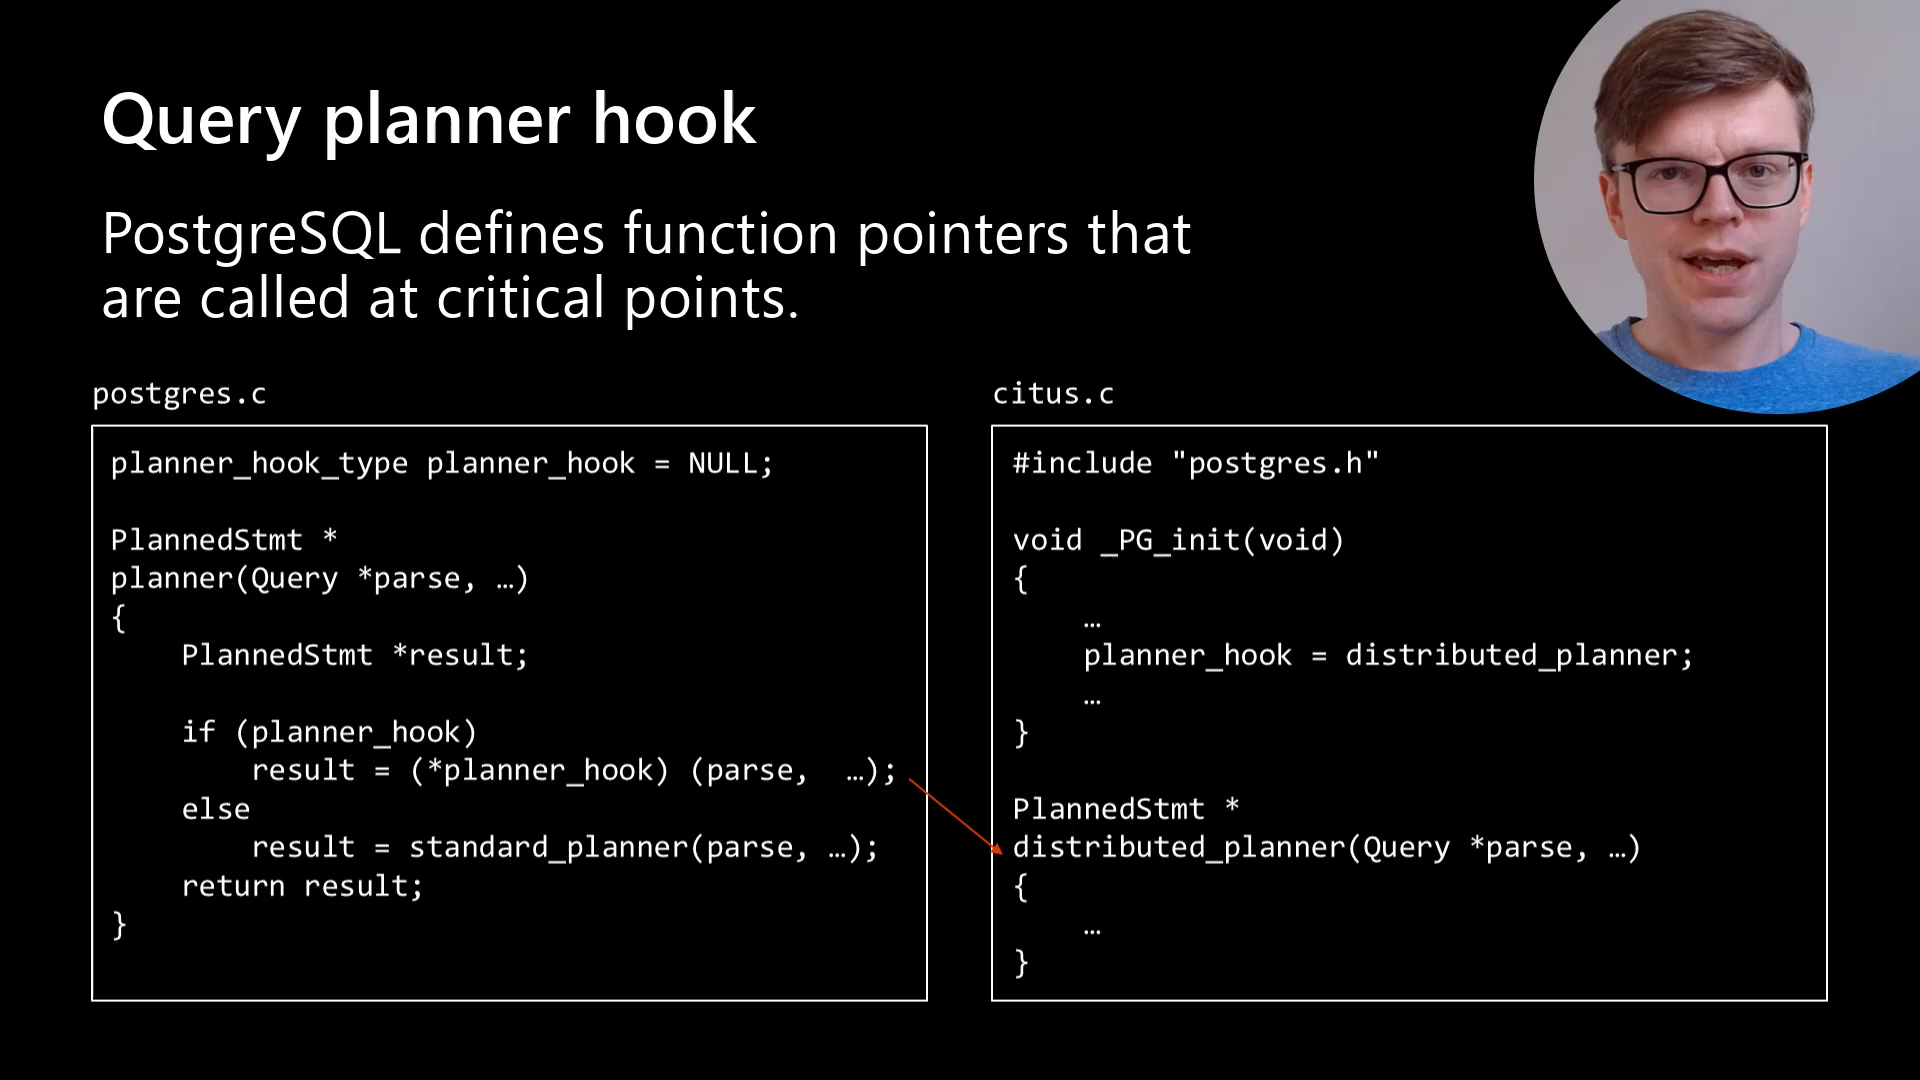 Query planner hook
PostgreSQL defines function pointers that
are called at critical points.
postgres.c
planner_hook_type planner_hook = NULL;
PlannedStmt *
planner(Query *parse, …)
{
    PlannedStmt *result;
    if (planner_hook)
        result = (*planner_hook) (parse,  …);
    else
        result = standard_planner(parse, …);
    return result;
}
citus.c
#include "postgres.h"
void _PG_init(void)
{
    …
    planner_hook = distributed_planner;
    …
}
PlannedStmt *
distributed_planner(Query *parse, …)
{
    …
}